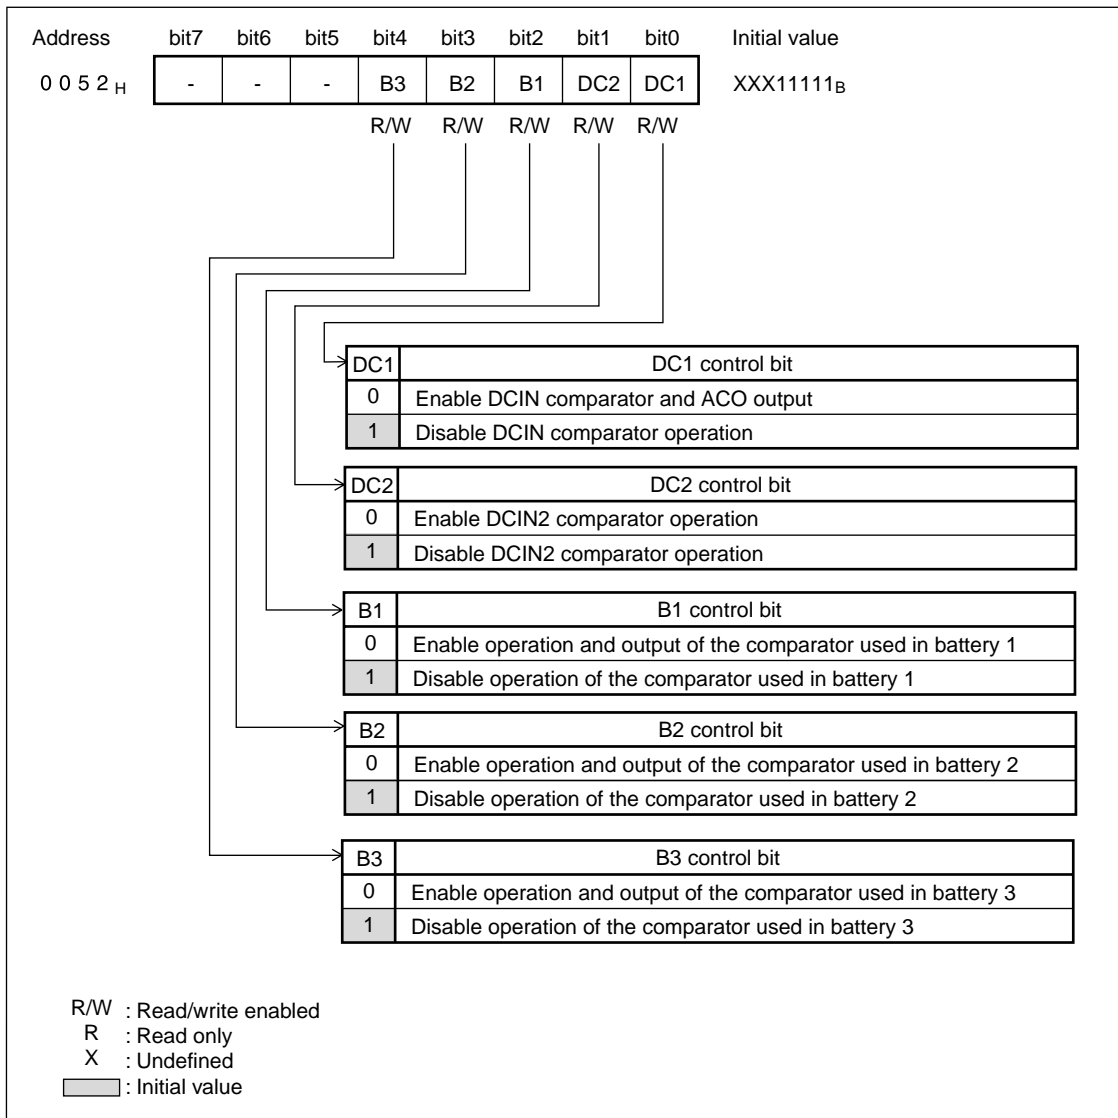 Address bit7 bit6 bit5 bit4 bit3 bit2 bit1 bit0 Initial value
0 0 5 2 H - - - B3 B2 B1 DC2 DC1 XXX11111B
R/W R/W R/W R/W R/W
DC1 DC1 control bit
0 Enable DCIN comparator and ACO output
1 Disable DCIN comparator operation
DC2 DC2 control bit
0 Enable DCIN2 comparator operation
1 Disable DCIN2 comparator operation
B1 B1 control bit
0 Enable operation and output of the comparator used in battery 1
1 Disable operation of the comparator used in battery 1
B2 B2 control bit
0 Enable operation and output of the comparator used in battery 2
1 Disable operation of the comparator used in battery 2
B3 B3 control bit
0 Enable operation and output of the comparator used in battery 3
1 Disable operation of the comparator used in battery 3
R/W : Read/write enabled
R : Read only
X : Undefined
: Initial value